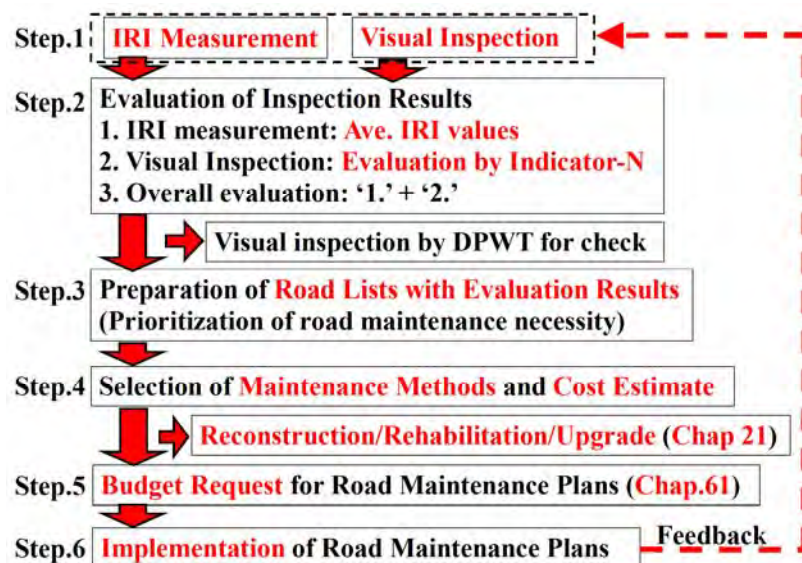 Step.1 IRI Measurement Visual Inspection
Step.2 Evaluation of Inspection Results
1. IRI measurement: Ave. IRI values
2. Visual Inspection: Evaluation by Indicator-N
3. Overall evaluation: ‘1.’ + ‘2.’
Visual inspection by DPWT for check
Step.3 Preparation of Road Lists with Evaluation Results
(Prioritization of road maintenance necessity)
Step.4 Selection of Maintenance Methods and Cost Estimate
Reconstruction/Rehabilitation/Upgrade (Chap 21)
Step.5 Budget Request for Road Maintenance Plans (Chap.61)
Step.6 Implementation of Road Maintenance Plans Feedback